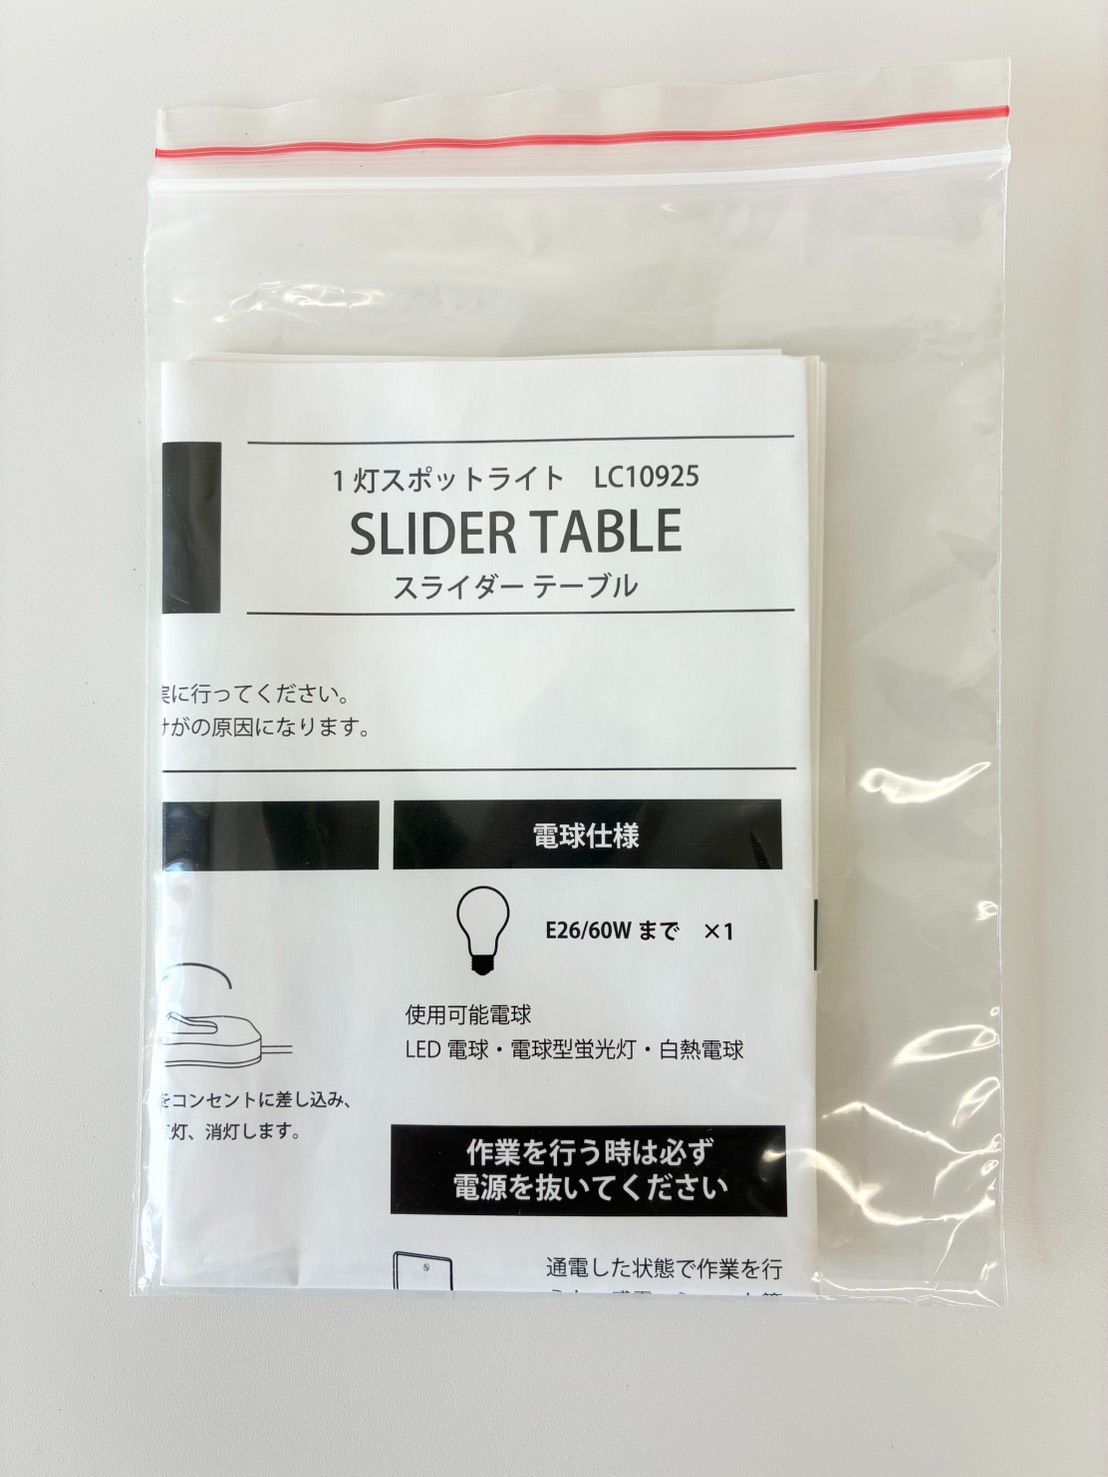 1灯スポットライト LC10925
SLIDER TABLE
スライダー テーブル
実に行ってください。
けがの原因になります。
電球仕様
E26/60W まで ×1
使用可能電球
LED 電球・電球型蛍光灯・白熱電球
をコンセントに差し込み、
灯、消灯します。
作業を行う時は必ず
電源を抜いてください
通電した状態で作業を行